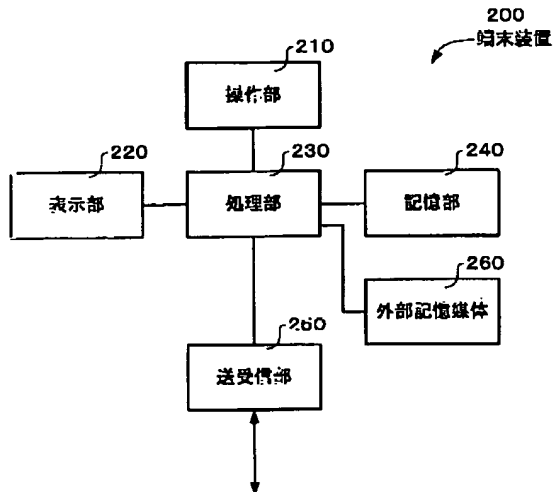 200
端末装置
210
操作部
220
表示部
230
処理部
240
記憶部
260
外部記憶媒体
260
送受信部